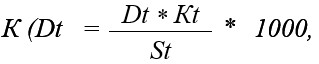 К (Dt = Dt * Kt / St * 1000,